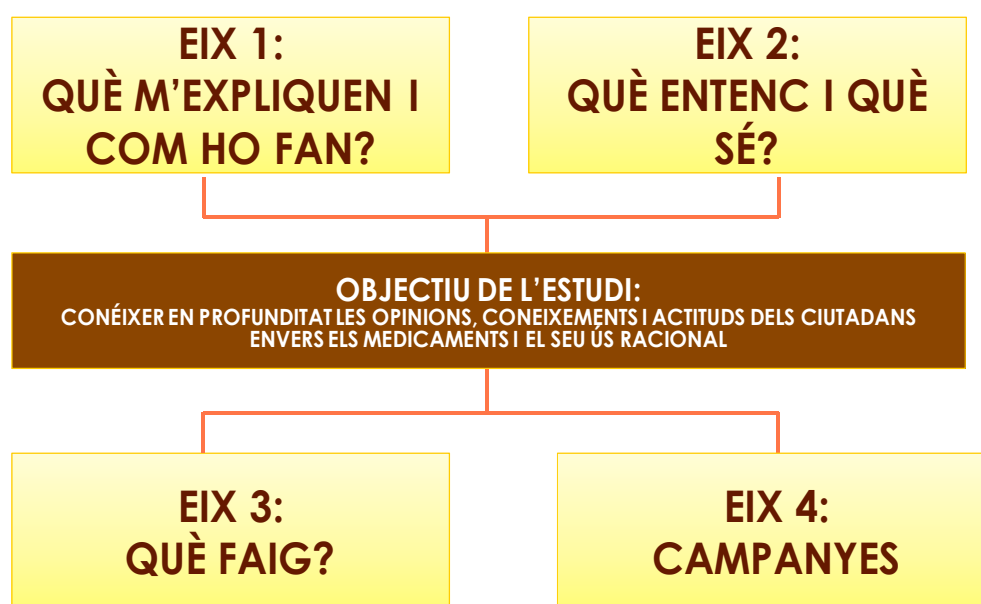 EIX 1:
QUÈ M’EXPLIQUEN I
COM HO FAN?
EIX 2:
QUÈ ENTENC I QUÈ
SÉ?
OBJECTIU DE L’ESTUDI:
CONÉIXER EN PROFUNDITAT LES OPINIONS, CONEIXEMENTS I ACTITUDS DELS CIUTADANS
ENVERS ELS MEDICAMENTS I EL SEU ÚS RACIONAL
EIX 3:
QUÈ FAIG?
EIX 4:
CAMPANYES